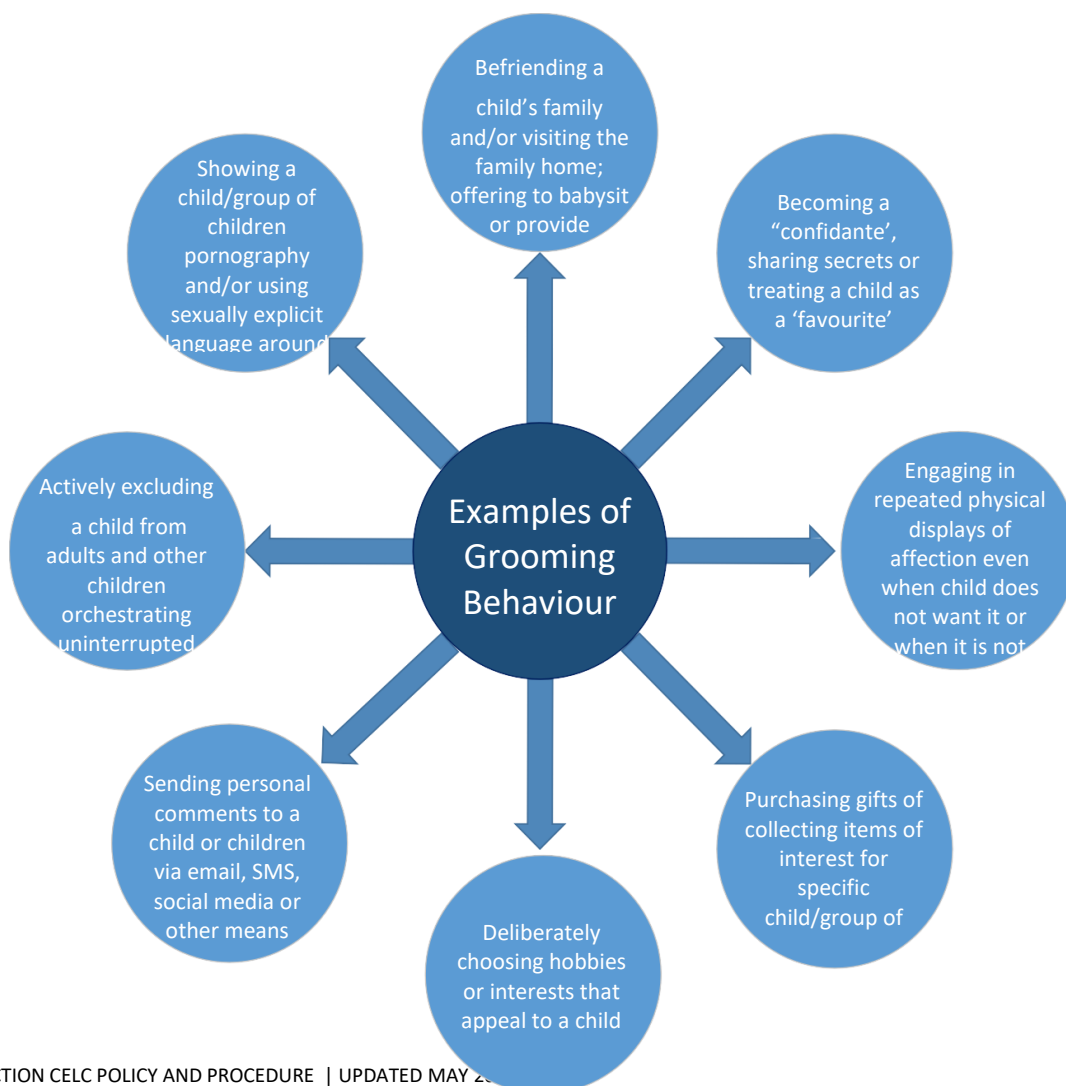 Befriending a
child's family
and/or visiting the
family home;
offering to babysit
or provide
Becoming a
“confidante’,
sharing secrets or
treating a child as
a ‘favourite’
Engaging in
repeated physical
displays of
affection even
when child does
not want it or
when it is not
Purchasing gifts of
collecting items of
interest for
specific
child/group of
Deliberately
choosing hobbies
or interests that
appeal to a child
Sending personal
comments to a
child or children
via email, SMS,
social media or
other means
Actively excluding
a child from
adults and other
children
orchestrating
uninterrupted
Showing a
child/group of
children
pornography
and/or using
sexually explicit
language around
Examples of
Grooming
Behaviour
CELC POLICY AND PROCEDURE | UPDATED MAY